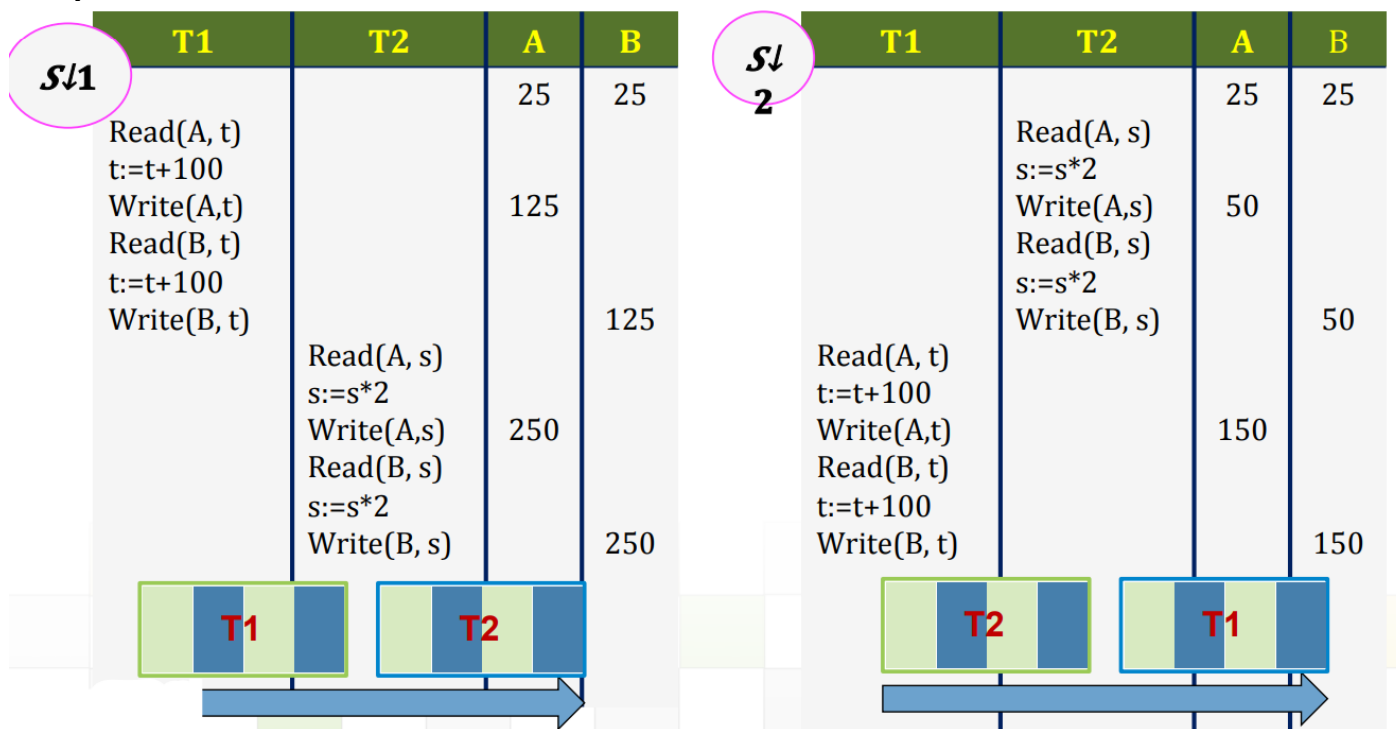 S↓1
T1 T2 A B
25 25
Read(A, t)
t:=t+100
Write(A,t) 125
Read(B, t)
t:=t+100
Write(B, t) 125
Read(A, s)
s:=s*2
Write(A,s) 250
Read(B, s)
s:=s*2
Write(B, s) 250
T1 T2
S↓
2
T1 T2 A B
25 25
Read(A, s)
s:=s*2
Write(A,s) 50
Read(B, s)
s:=s*2
Write(B, s) 50
Read(A, t)
t:=t+100
Write(A,t) 150
Read(B, t)
t:=t+100
Write(B, t) 150
T2 T1